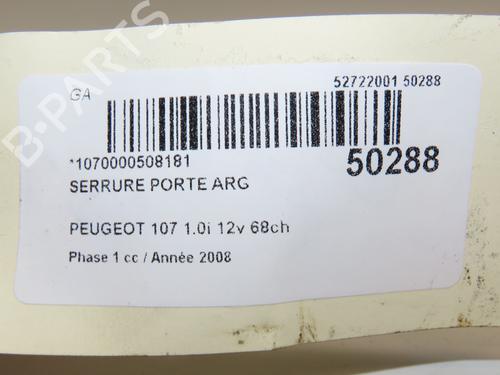 GA
52722001 50288
*1070000508181
50288
SERRURE PORTE ARG
PEUGEOT 107 1.0i 12v 68ch
Phase 1 cc / Année 2008
B-PARTS